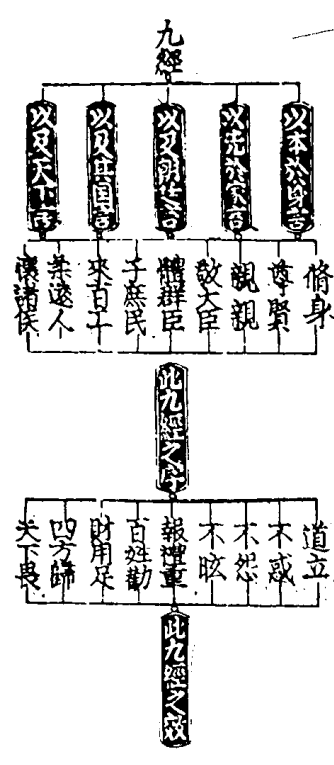 九經
以本於身言
以先於家言
以及朝廷言
以及其国言
以及天下言
脩身
尊賢
親親
敬大臣
體群臣
子庶民
來百工
柔逺人
懷諸侯
此九經之序
道立
不惑
不怨
不眩
報禮重
百姓勸
財用足
四方歸
天下畏
此九經之效